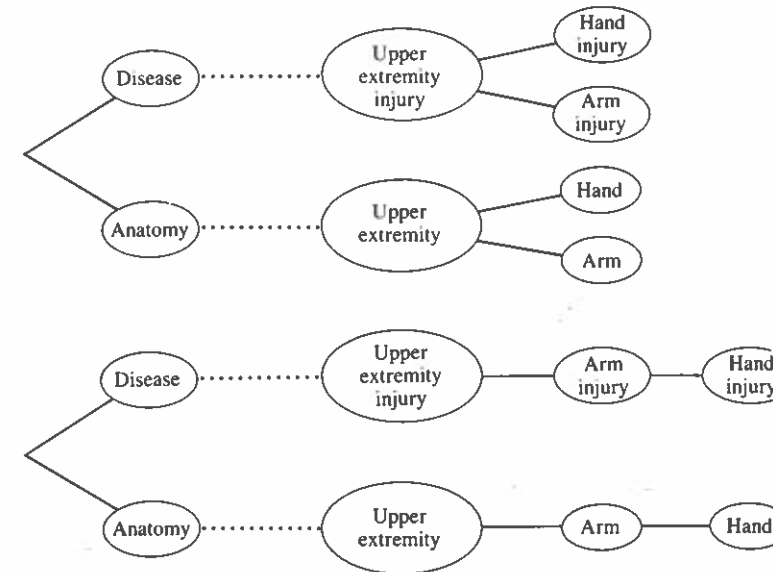 Disease
Upper
extremity
injury
Hand
injury
Arm
injury
Anatomy
Upper
extremity
Hand
Arm
Disease
Upper
extremity
injury
Arm
injury
Hand
injury
Anatomy
Upper
extremity
Arm
Hand